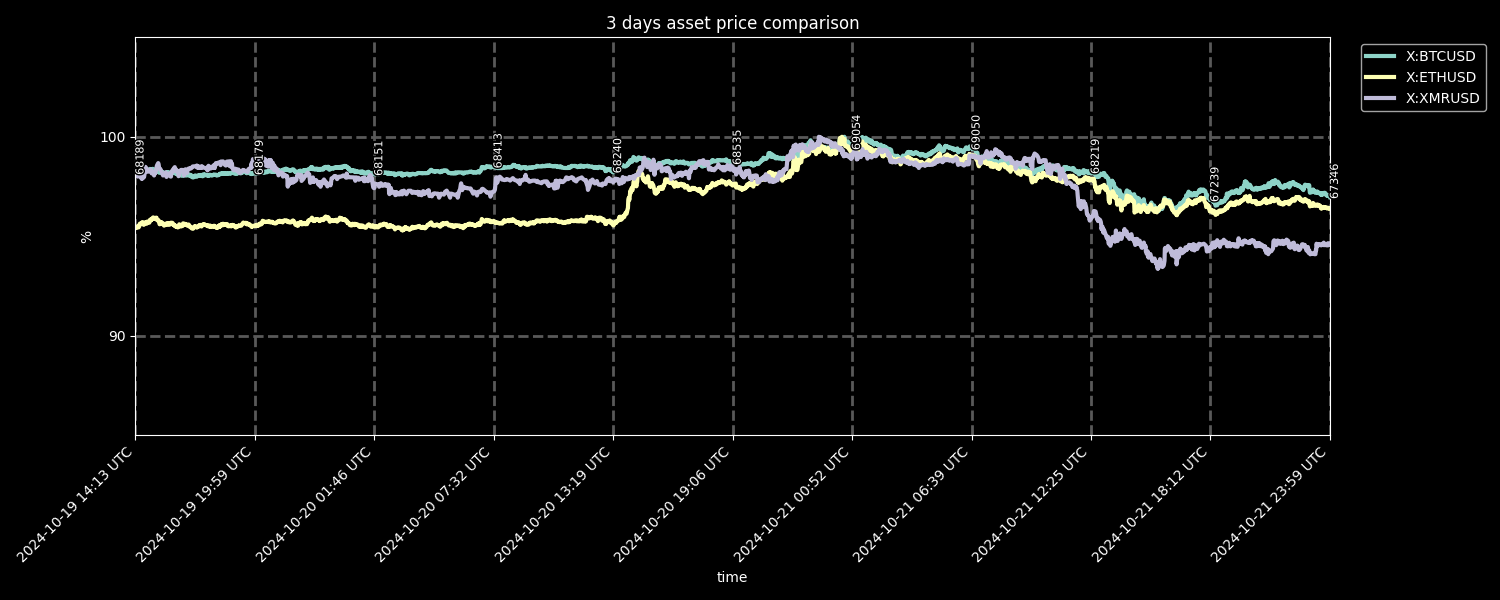 3 days asset price comparison
X:BTCUSD
X:ETHUSD
X:XMRUSD
100
90
%
68189
68179
68151
68413
68240
68535
69054
69050
68219
67239
67346
2024-10-19 14:13 UTC
2024-10-19 19:59 UTC
2024-10-20 01:46 UTC
2024-10-20 07:32 UTC
2024-10-20 13:19 UTC
2024-10-20 19:06 UTC
2024-10-21 00:52 UTC
2024-10-21 06:39 UTC
2024-10-21 12:25 UTC
2024-10-21 18:12 UTC
2024-10-21 23:59 UTC
time